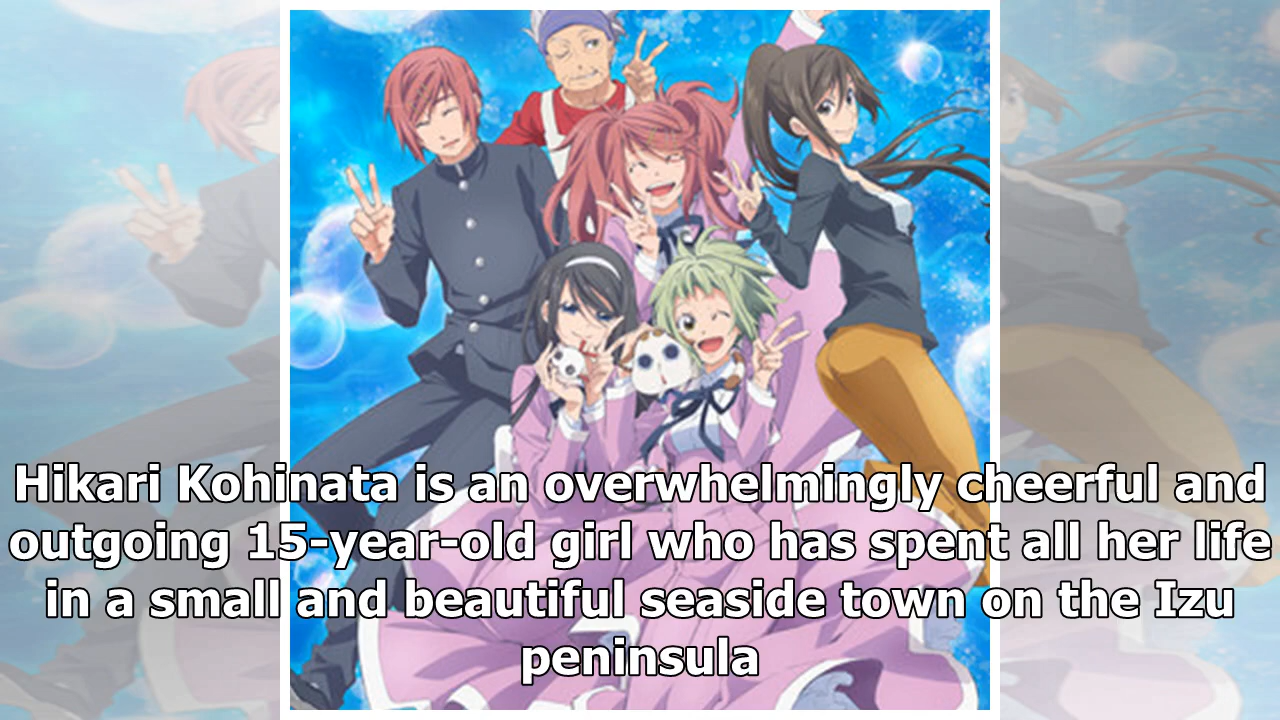 Hikari Kohinata is an overwhelmingly cheerful and
outgoing 15-year-old girl who has spent all her life
in a small and beautiful seaside town on the Izu
peninsula